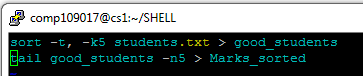 comp109017@cs1:~/SHELL
sort -t, -k5 students.txt > good_students
tail good_students -n5 > Marks_sorted